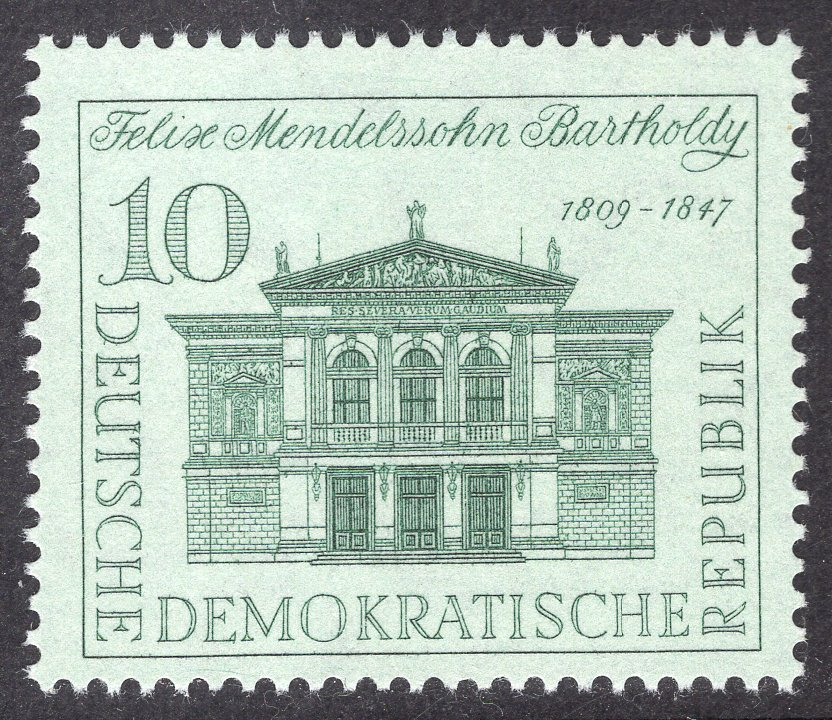 Felix Mendelssohn Bartholdy
1809 – 1847
10
RES·SEVERA·VERUM·GAUDIUM
DEUTSCHE
DEMOKRATISCHE
REPUBLIK